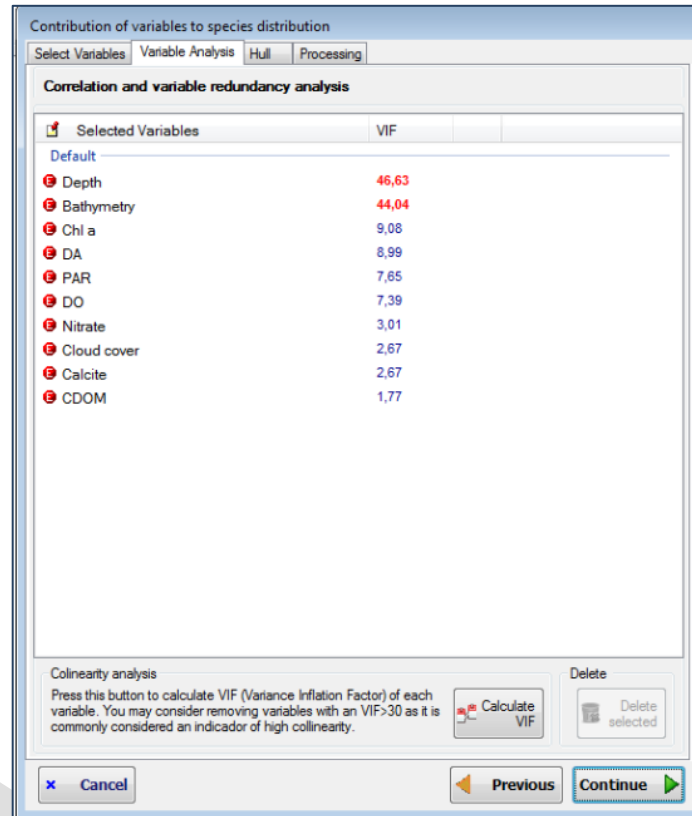 Contribution of variables to species distribution
Select Variables Variable Analysis Hull Processing
Correlation and variable redundancy analysis
Selected Variables VIF
Default
E Depth 46,63
E Bathymetry 44,04
E Chl a 9,08
E DA 8,99
E PAR 7,65
E DO 7,39
E Nitrate 3,01
E Cloud cover 2,67
E Calcite 2,67
E CDOM 1,77
Colinearity analysis
Press this button to calculate VIF (Variance Inflation Factor) of each
variable. You may consider removing variables with an VIF>30 as it is
commonly considered an indicador of high collinearity.
Calculate
VIF
Delete
Delete
selected
Cancel Previous Continue